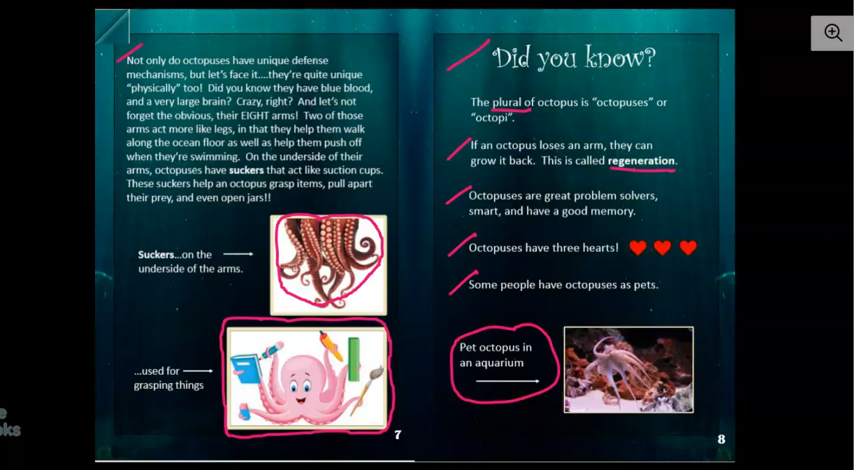 Not only do octopuses have unique defense
mechanisms, but let's face it....they're quite unique
"physically" too!  Did you know they have blue blood,
and a very large brain?  Crazy, right?  And let's not
forget the obvious, their EIGHT arms!  Two of those
arms act more like legs, in that they help them walk
along the ocean floor as well as help them push off
when they're swimming.  On the underside of their
arms, octopuses have suckers that act like suction cups.
These suckers help an octopus grasp items, pull apart
their prey, and even open jars!!
Suckers...on the
underside of the arms.
...used for
grasping things
7
Did you know?
The plural of octopus is "octopuses" or
"octopi".
If an octopus loses an arm, they can
grow it back.  This is called regeneration.
Octopuses are great problem solvers,
smart, and have a good memory.
Octopuses have three hearts!
Some people have octopuses as pets.
Pet octopus in
an aquarium
8